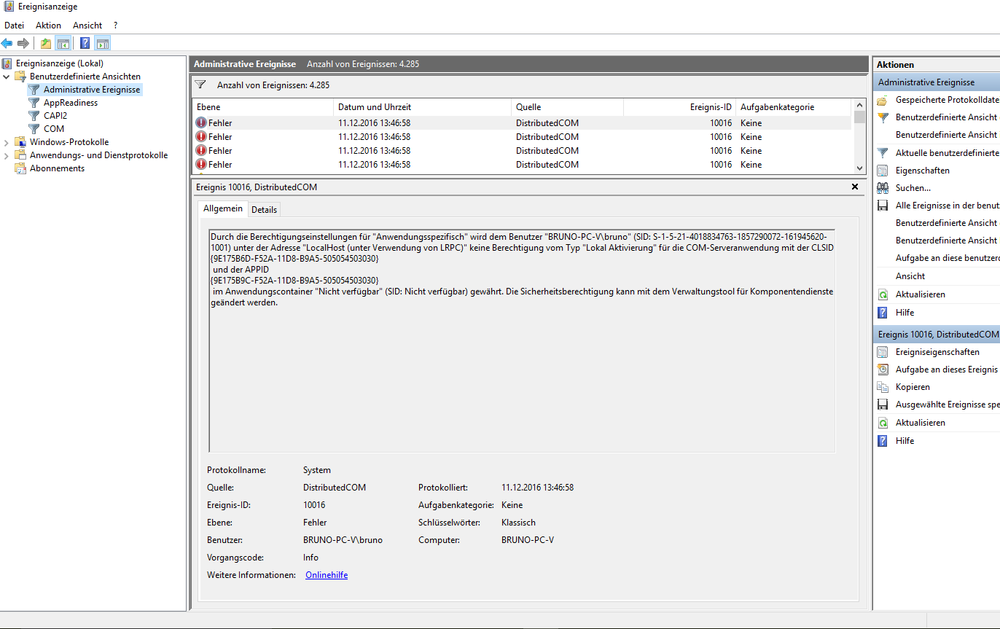 Ereignisanzeige
Datei Aktion Ansicht ?
Ereignisanzeige (Lokal)
Benutzerdefinierte Ansichten
Administrative Ereignisse
AppReadiness
CAPI2
COM
Windows-Protokolle
Anwendungs- und Dienstprotokolle
Abonnements
Administrative Ereignisse Anzahl von Ereignissen: 4.285
Anzahl von Ereignissen: 4.285
Ebene Datum und Uhrzeit Quelle Ereignis-ID Aufgabenkategorie
Fehler 11.12.2016 13:46:58 DistributedCOM 10016 Keine
Fehler 11.12.2016 13:46:58 DistributedCOM 10016 Keine
Fehler 11.12.2016 13:46:58 DistributedCOM 10016 Keine
Fehler 11.12.2016 13:46:58 DistributedCOM 10016 Keine
Ereignis 10016, DistributedCOM
Allgemein Details
Durch die Berechtigungseinstellungen für "Anwendungsspezifisch" wird dem Benutzer "BRUNO-PC-V\bruno" (SID: S-1-5-21-4018834763-1857290072-161945620-
1001) unter der Adresse "LocalHost (unter Verwendung von LRPC)" keine Berechtigung vom Typ "Lokal Aktivierung" für die COM-Serveranwendung mit der CLSID
{9E175B6D-F52A-11D8-B9A5-505054503030}
und der APPID
{9E175B9C-F52A-11D8-B9A5-505054503030}
im Anwendungscontainer "Nicht verfügbar" (SID: Nicht verfügbar) gewährt. Die Sicherheitsberechtigung kann mit dem Verwaltungstool für Komponentendienste
geändert werden.
Protokollname: System
Quelle: DistributedCOM Protokolliert: 11.12.2016 13:46:58
Ereignis-ID: 10016 Aufgabenkategorie: Keine
Ebene: Fehler Schlüsselwörter: Klassisch
Benutzer: BRUNO-PC-V\bruno Computer: BRUNO-PC-V
Vorgangscode: Info
Weitere Informationen: Onlinehilfe
Aktionen
Administrative Ereignisse
Gespeicherte Protokolldate
Benutzerdefinierte Ansicht
Benutzerdefinierte Ansicht
Aktuelle benutzerdefinierte
Eigenschaften
Suchen...
Alle Ereignisse in der benut
Benutzerdefinierte Ansicht
Benutzerdefinierte Ansicht
Aufgabe an diese benutzerd
Ansicht
Aktualisieren
Hilfe
Ereignis 10016, DistributedCOM
Ereigniseigenschaften
Aufgabe an dieses Ereignis
Kopieren
Ausgewählte Ereignisse spe
Aktualisieren
Hilfe